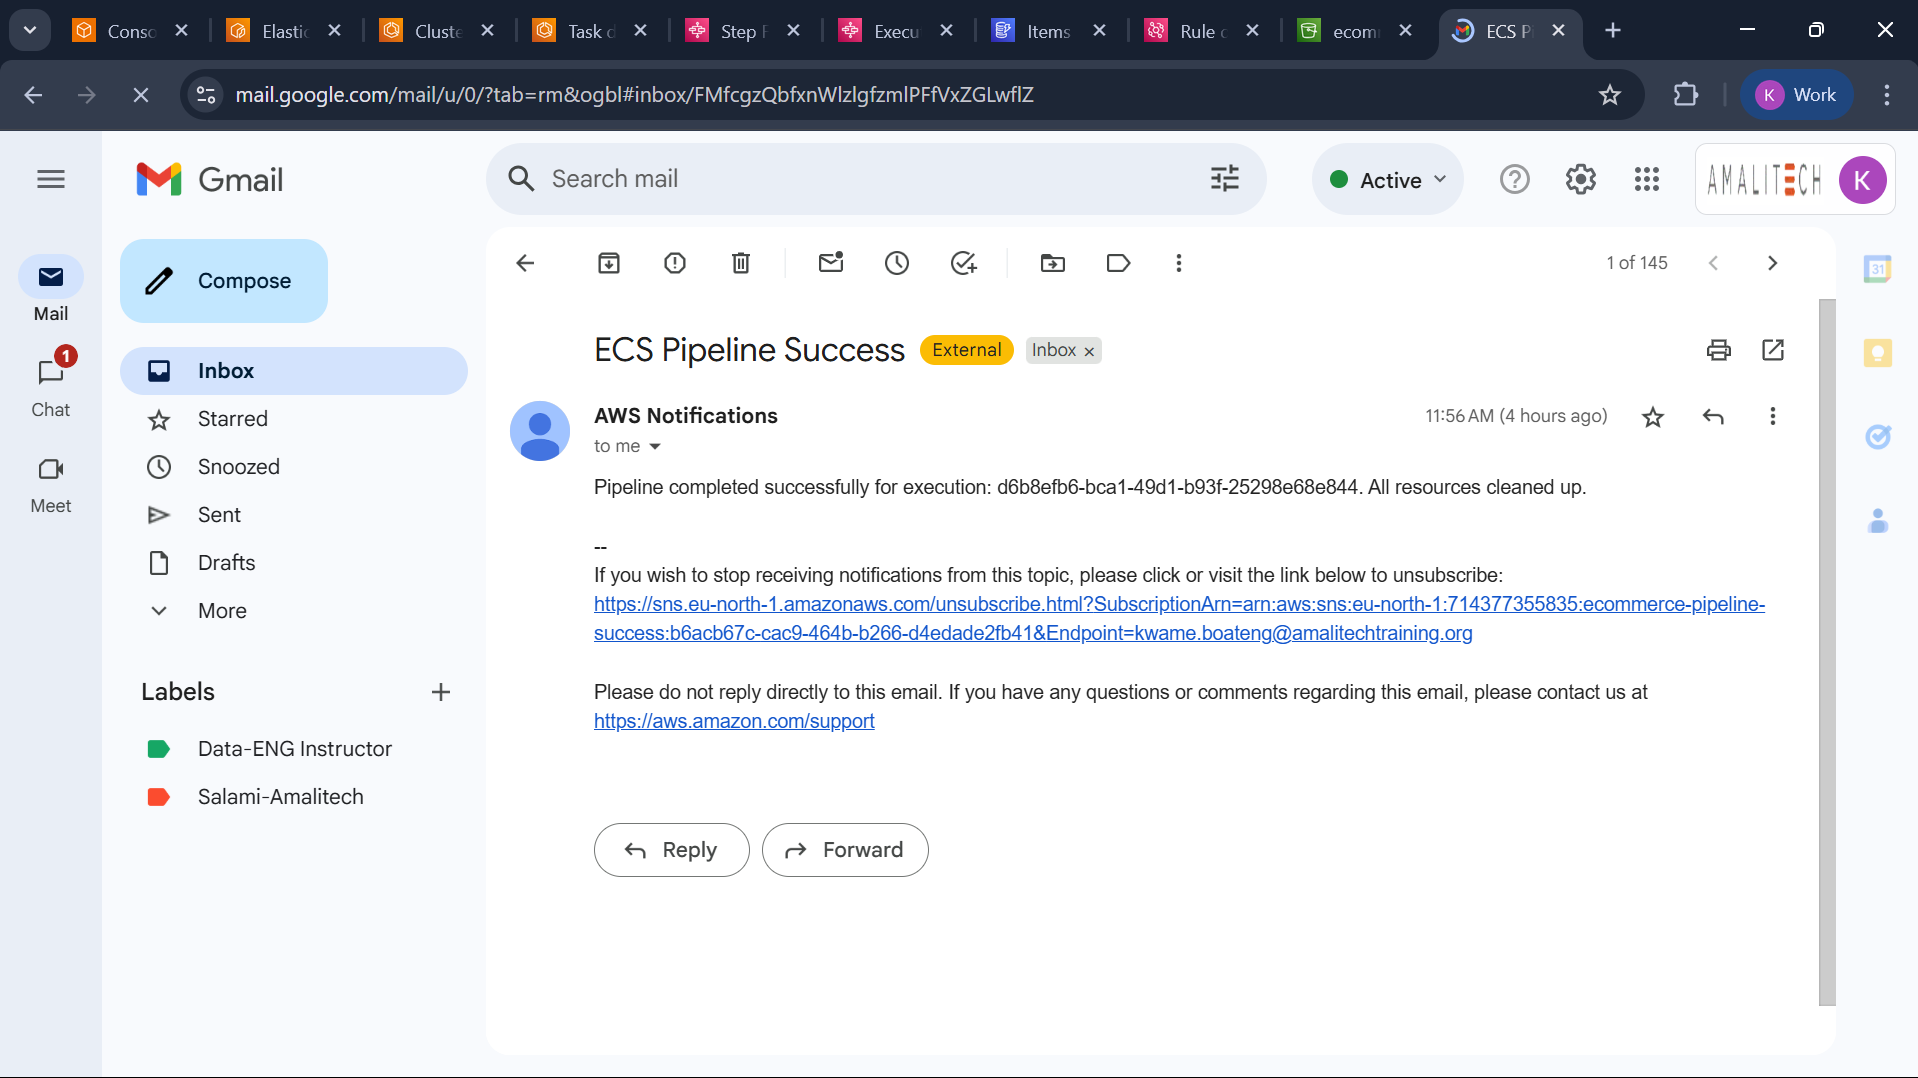 Conso
Elastic
Cluste
Task d
Step F
Execu
Items
Rule d
ecom
ECS Pi
mail.google.com/mail/u/0/?tab=rm&ogbl#inbox/FMfcgzQbfxnWlzlgfzmlPFfVxZGLwflZ
K
Work
Gmail
Search mail
Active
AMALITECH
K
Compose
Mail
1
Chat
Meet
Inbox
Starred
Snoozed
Sent
Drafts
More
Labels
Data-ENG Instructor
Salami-Amalitech
1 of 145
31
ECS Pipeline Success
External
Inbox
AWS Notifications
11:56 AM (4 hours ago)
to me
Pipeline completed successfully for execution: d6b8efb6-bca1-49d1-b93f-25298e68e844. All resources cleaned up.
--
If you wish to stop receiving notifications from this topic, please click or visit the link below to unsubscribe:
https://sns.eu-north-1.amazonaws.com/unsubscribe.html?SubscriptionArn=arn:aws:sns:eu-north-1:714377355835:ecommerce-pipeline-
success:b6acb67c-cac9-464b-b266-d4edade2fb41&Endpoint=kwame.boateng@amalitechtraining.org
Please do not reply directly to this email. If you have any questions or comments regarding this email, please contact us at
https://aws.amazon.com/support
Reply
Forward